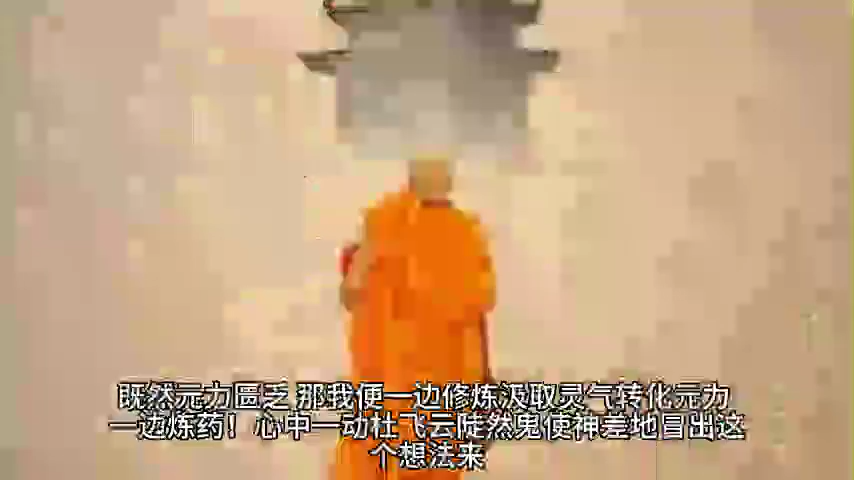 既然元力匮乏 那我便一边修炼汲取灵气转化元力
一边炼药！心中一动杜飞云陡然鬼使神差地冒出这
个想法来